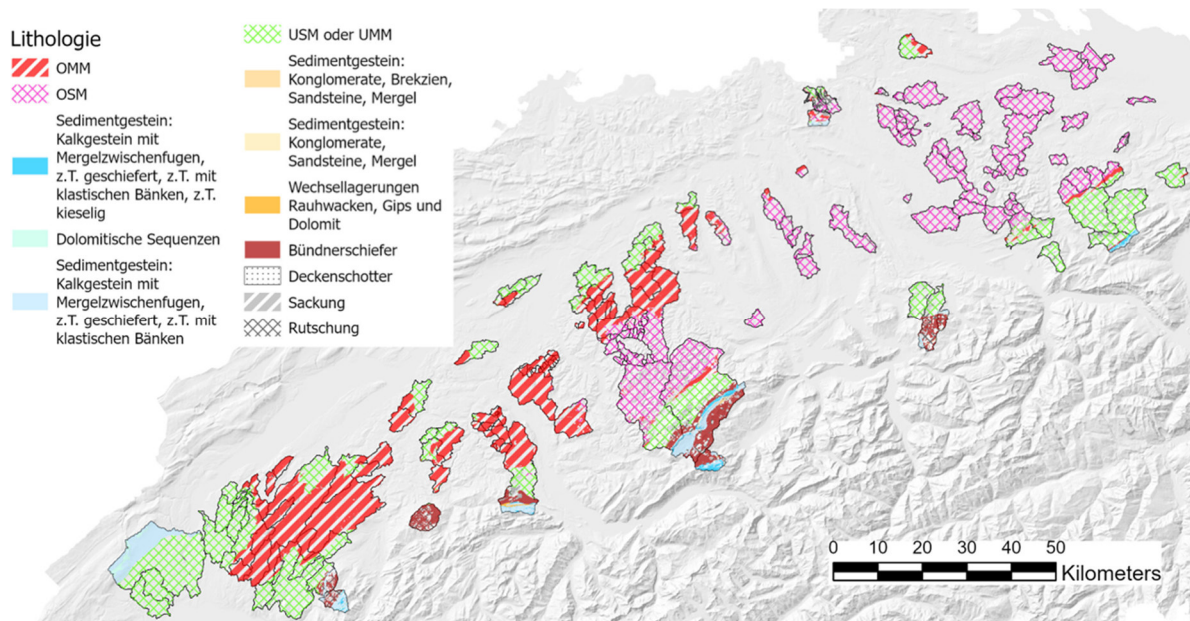 Lithologie
OMM
OSM
Sedimentgestein:
Kalkgestein mit
Mergelzwischenfugen,
z.T. geschiefert, z.T. mit
klastischen Bänken, z.T.
kieselig
Dolomitische Sequenzen
Sedimentgestein:
Kalkgestein mit
Mergelzwischenfugen,
z.T. geschiefert, z.T. mit
klastischen Bänken
USM oder UMM
Sedimentgestein:
Konglomerate, Brekzien,
Sandsteine, Mergel
Sedimentgestein:
Konglomerate,
Sandsteine, Mergel
Wechsellagerungen
Rauhwacken, Gips und
Dolomit
Bündnerschiefer
Deckenschotter
Sackung
Rutschung
0 10 20 30 40 50
Kilometers